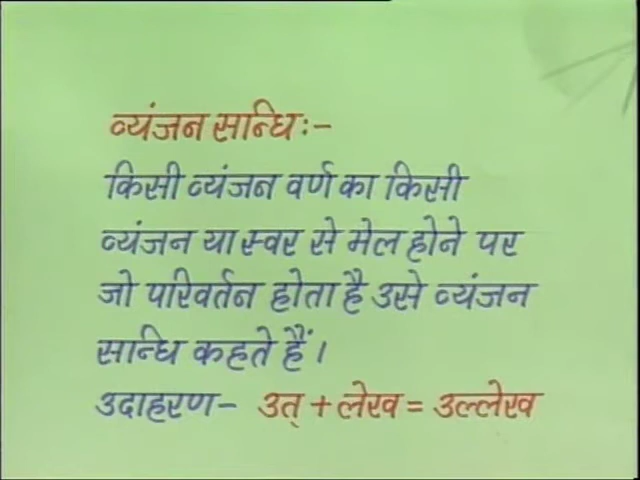 व्यंजन सन्धिः-
किसी व्यंजन वर्ण का किसी
व्यंजन या स्वर से मेल होने पर
जो परिवर्तन होता है उसे व्यंजन
सन्धि कहते हैं।
उदाहरण- उत् + लेख = उल्लेख